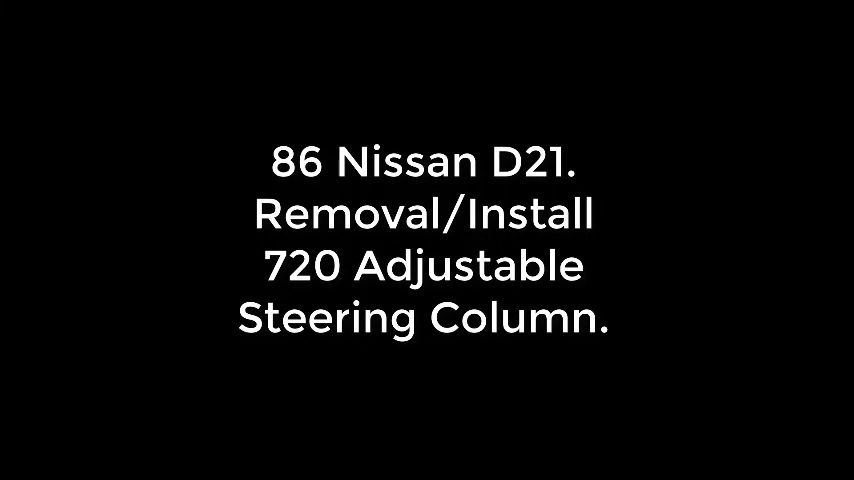 86 Nissan D21.
Removal/Install
720 Adjustable
Steering Column.